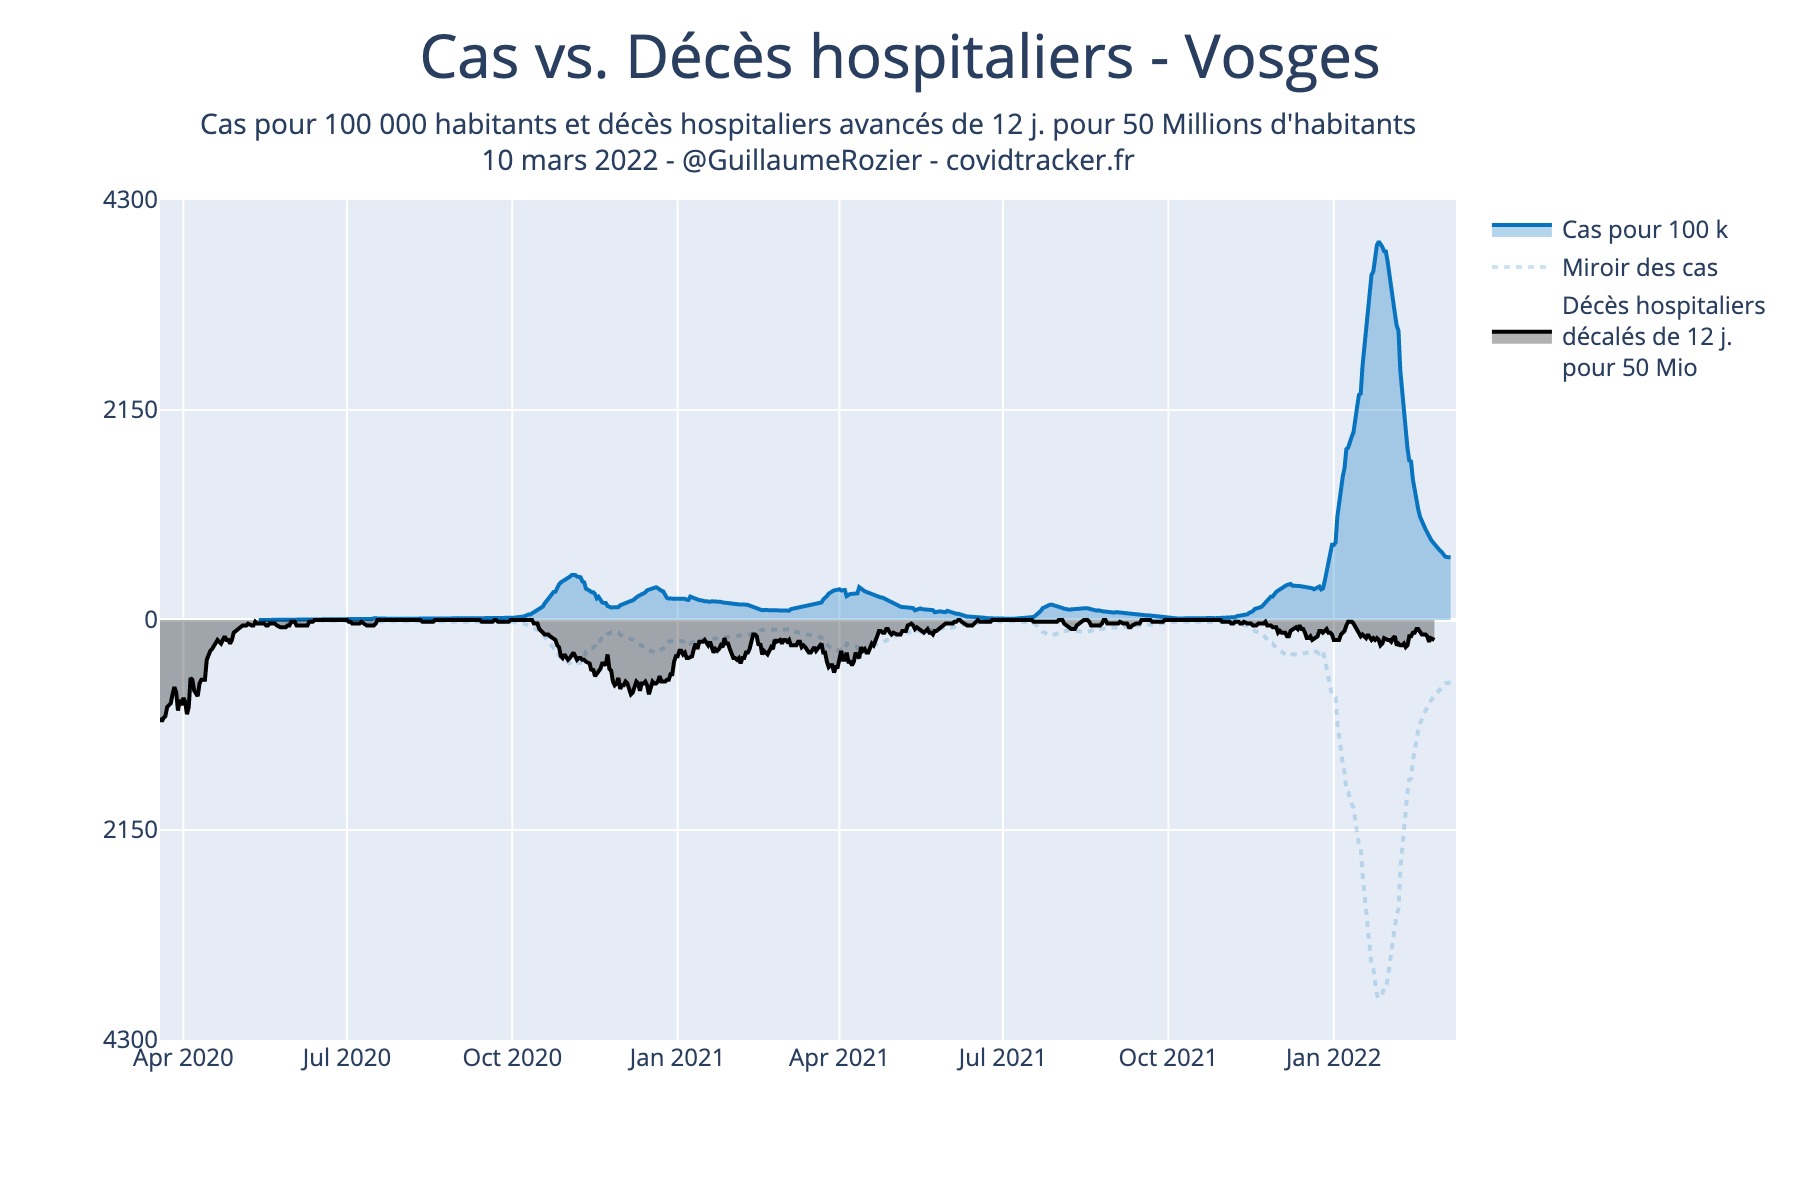 Cas vs. Décès hospitaliers - Vosges
Cas pour 100 000 habitants et décès hospitaliers avancés de 12 j. pour 50 Millions d'habitants
10 mars 2022 - @GuillaumeRozier - covidtracker.fr
4300
2150
0
2150
4300
Apr 2020
Jul 2020
Oct 2020
Jan 2021
Apr 2021
Jul 2021
Oct 2021
Jan 2022
Cas pour 100 k
Miroir des cas
Décès hospitaliers
décalés de 12 j.
pour 50 Mio